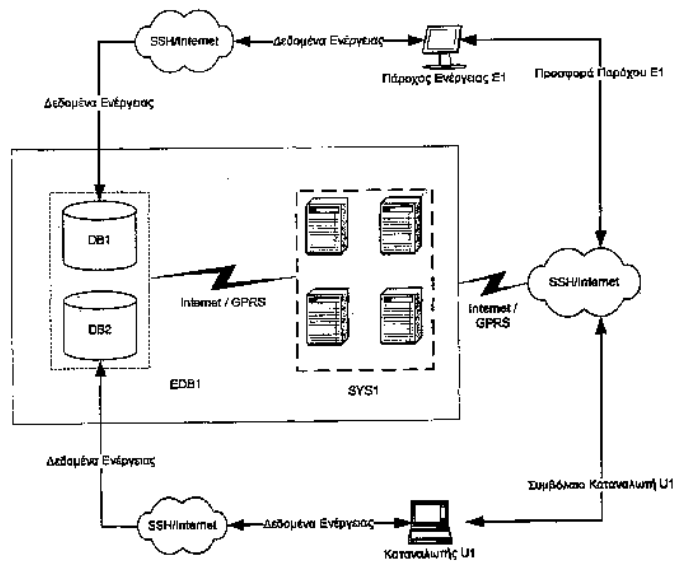 SSH/Internet
Δεδομένα Ενέργειας
Πάροχος Ενέργειας Ε1
Προσφορά Παρόχου Ε1
Δεδομένα Ενέργειας
DB1
DB2
Internet / GPRS
EDB1
SYS1
Internet /
GPRS
SSH/Internet
Δεδομένα Ενέργειας
Συμβόλαιο Καταναλωτή U1
SSH/Internet
Δεδομένα Ενέργειας
Καταναλωτής U1